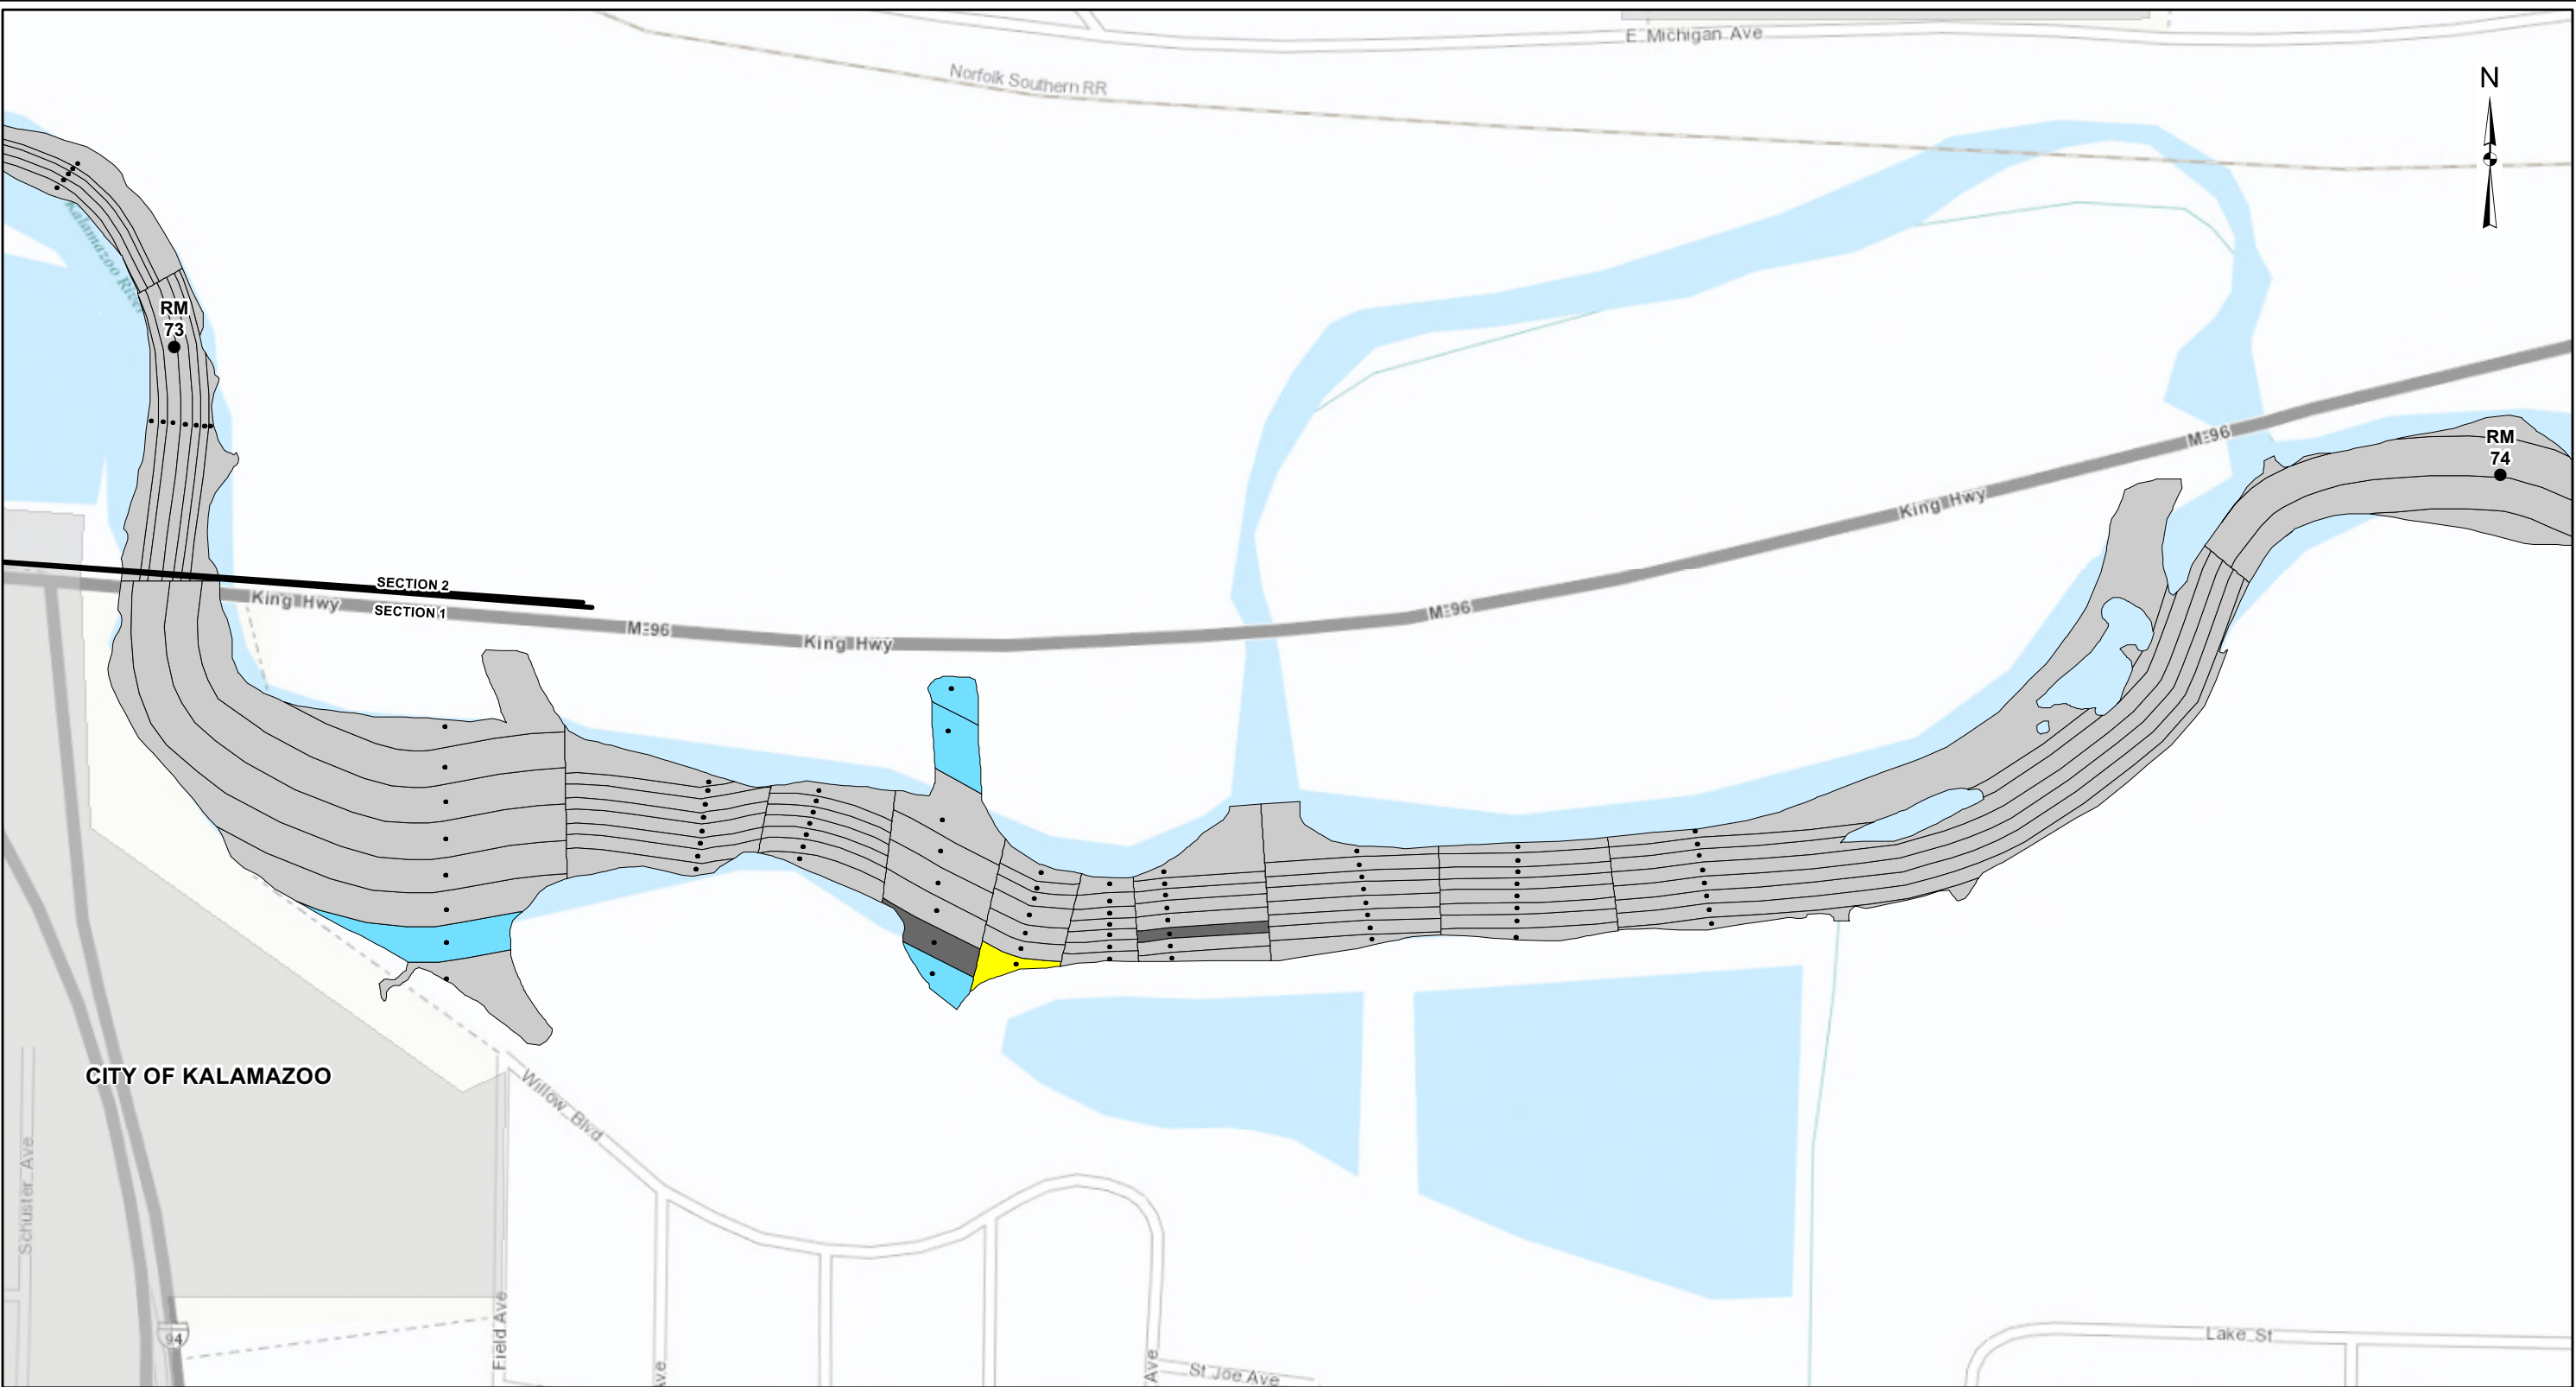 E Michigan Ave
Norfolk Southern RR
N
Kalamazoo River
RM
73
M-96
RM
74
King Hwy
SECTION 2
King Hwy
SECTION 1
M-96
King Hwy
M-96
CITY OF KALAMAZOO
Willow Blvd
Schuster Ave
94
Field Ave
Ave
Ave
St Joe Ave
Lake St